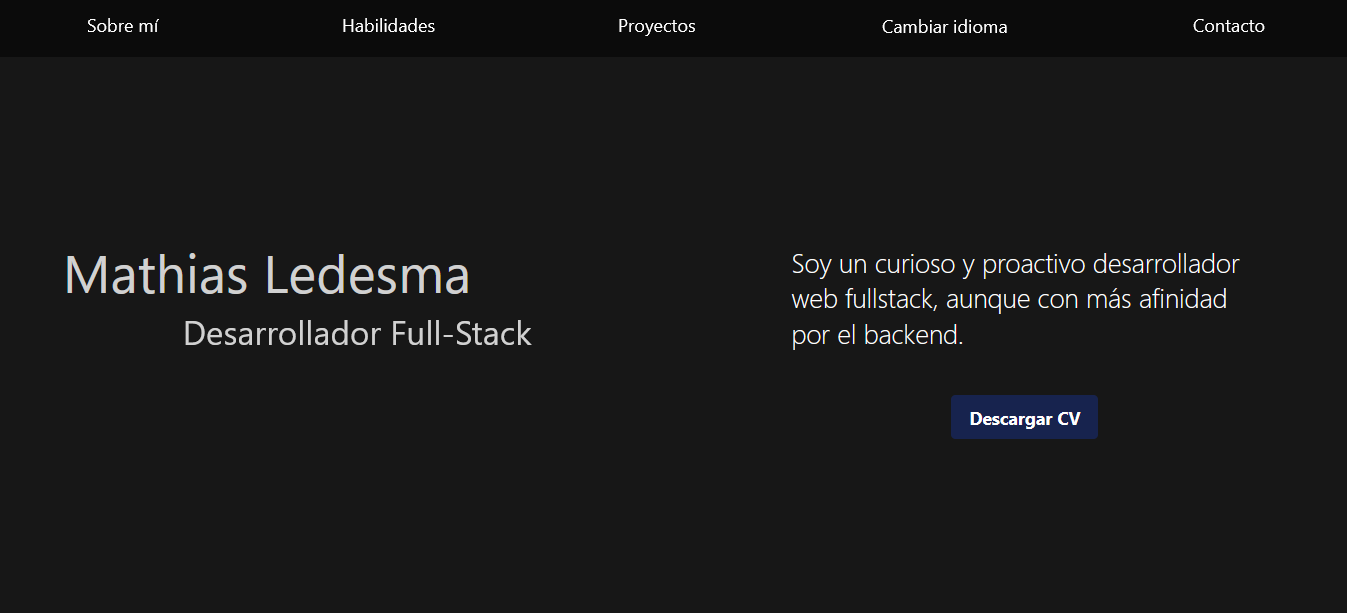 Sobre mí
Habilidades
Proyectos
Cambiar idioma
Contacto
Mathias Ledesma
Desarrollador Full-Stack
Soy un curioso y proactivo desarrollador
web fullstack, aunque con más afinidad
por el backend.
Descargar CV